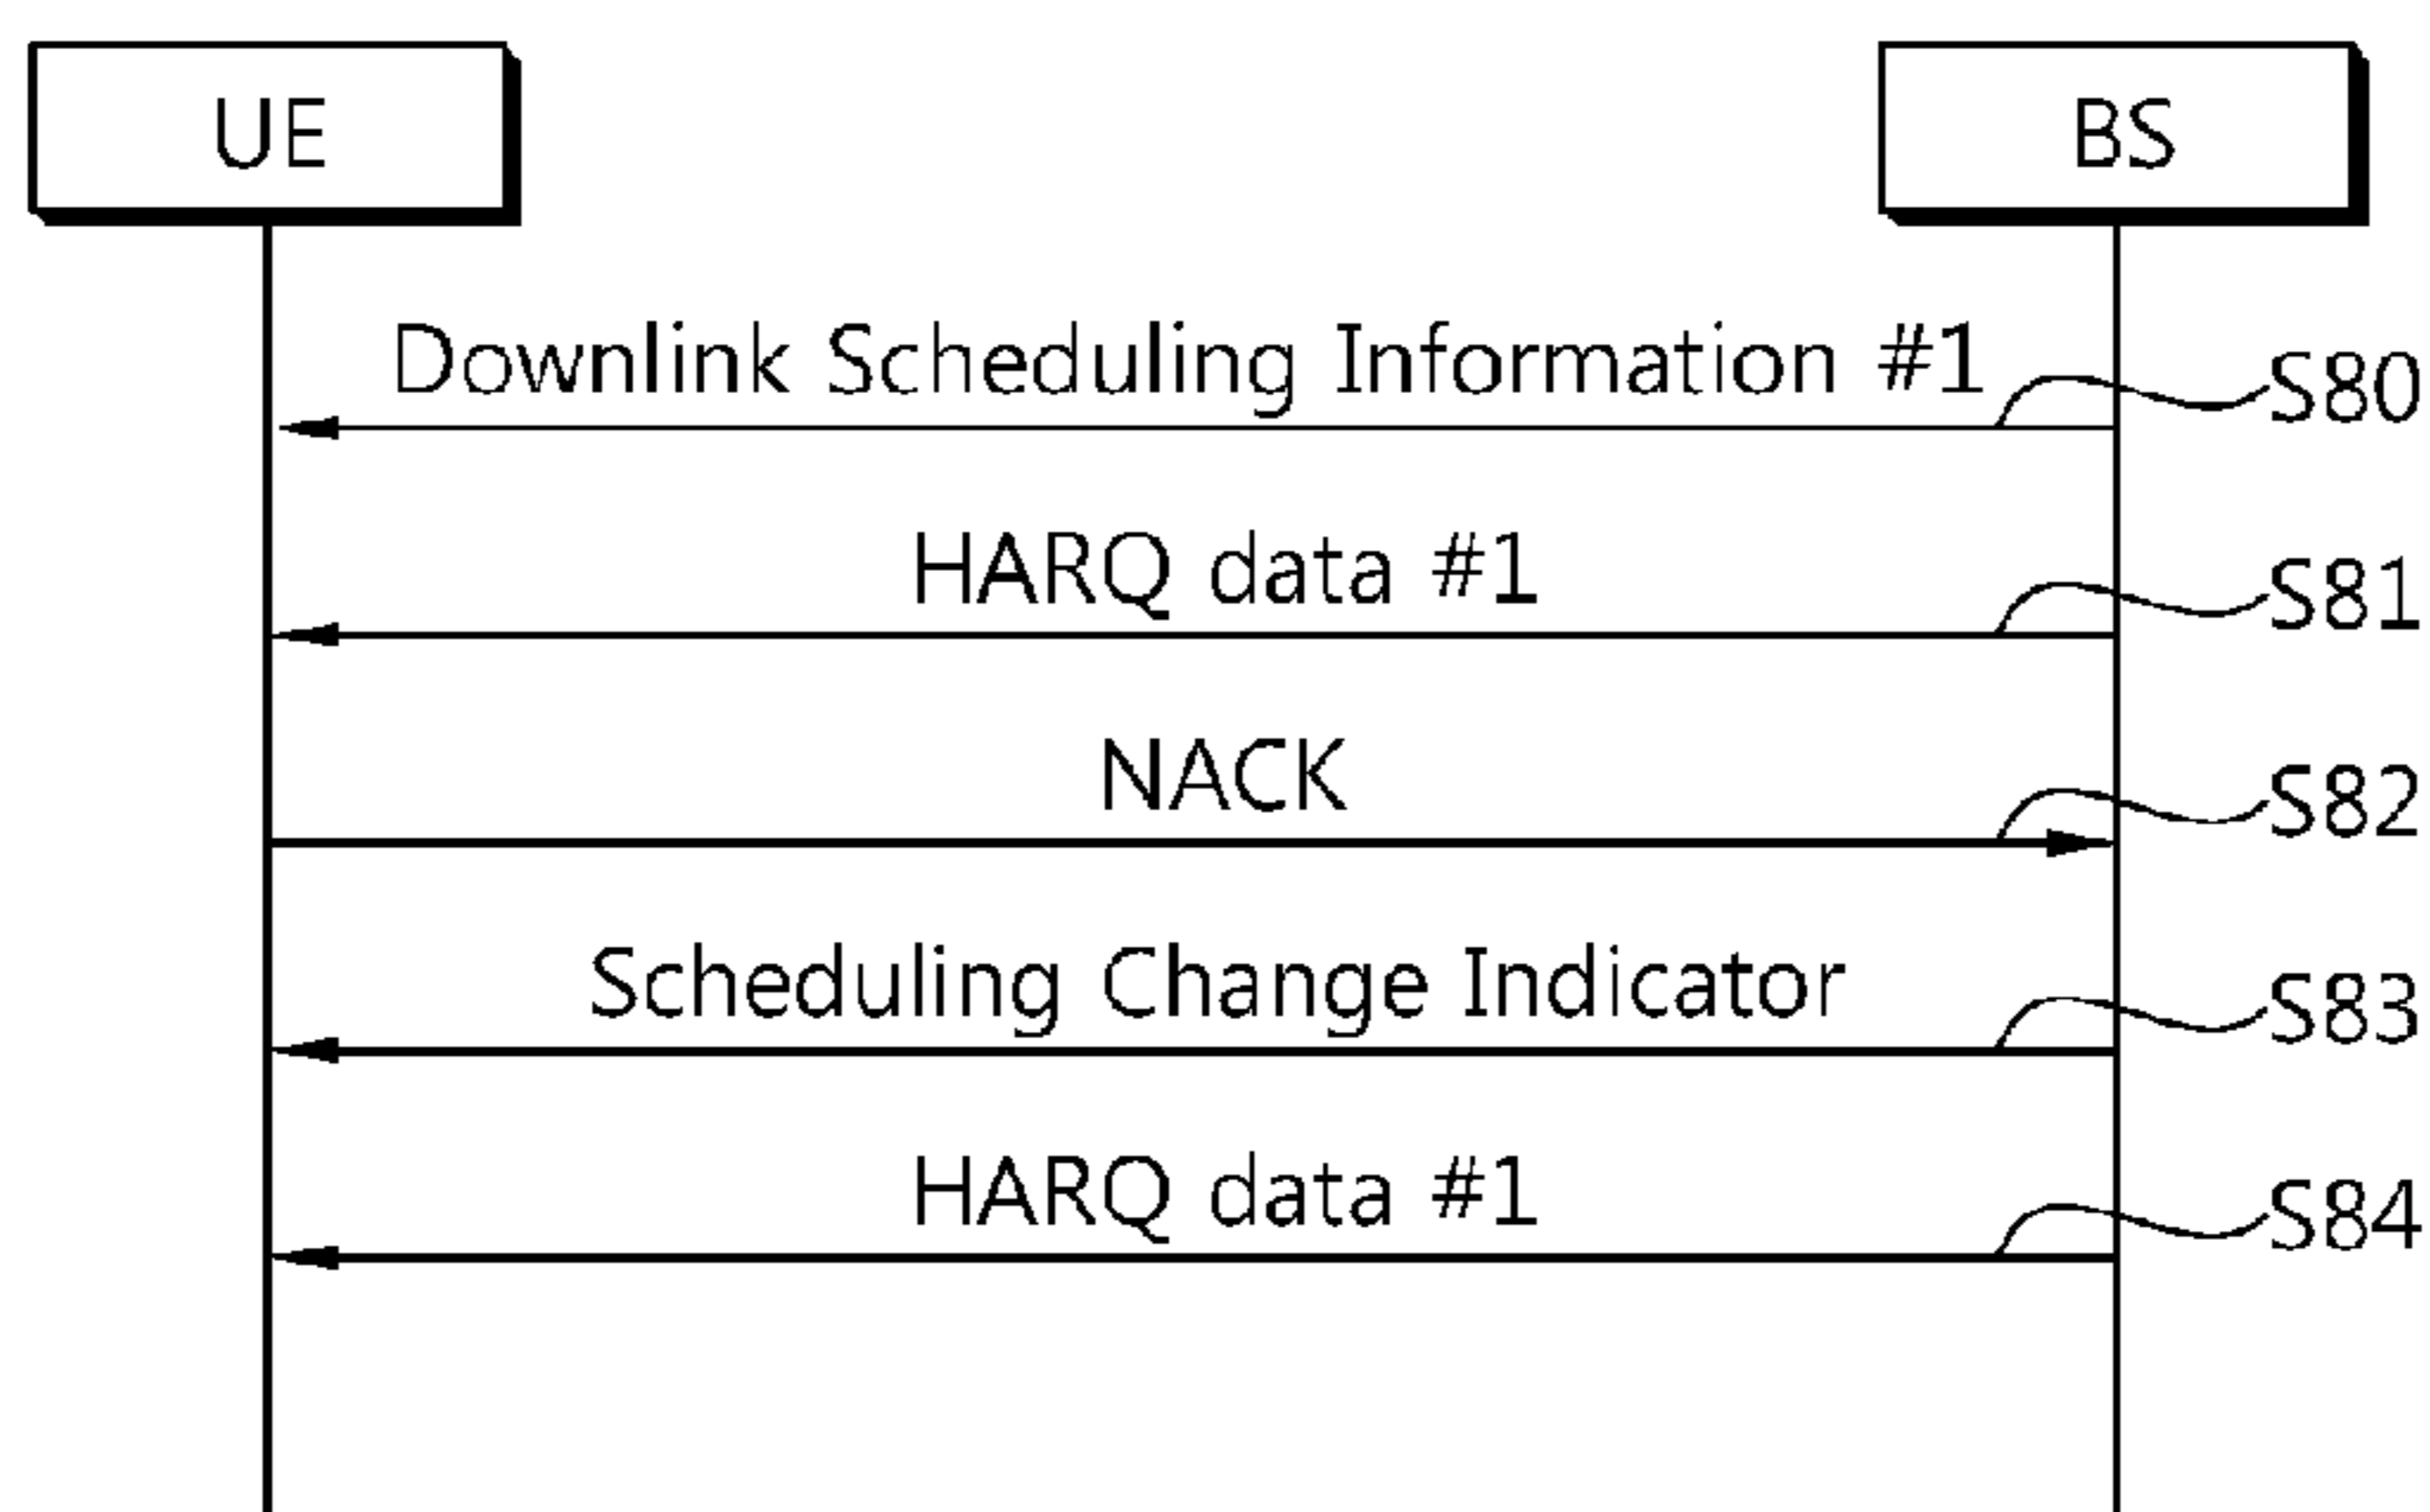 UE
BS
Downlink Scheduling Information #1
S80
HARQ data #1
S81
NACK
S82
Scheduling Change Indicator
S83
HARQ data #1
S84